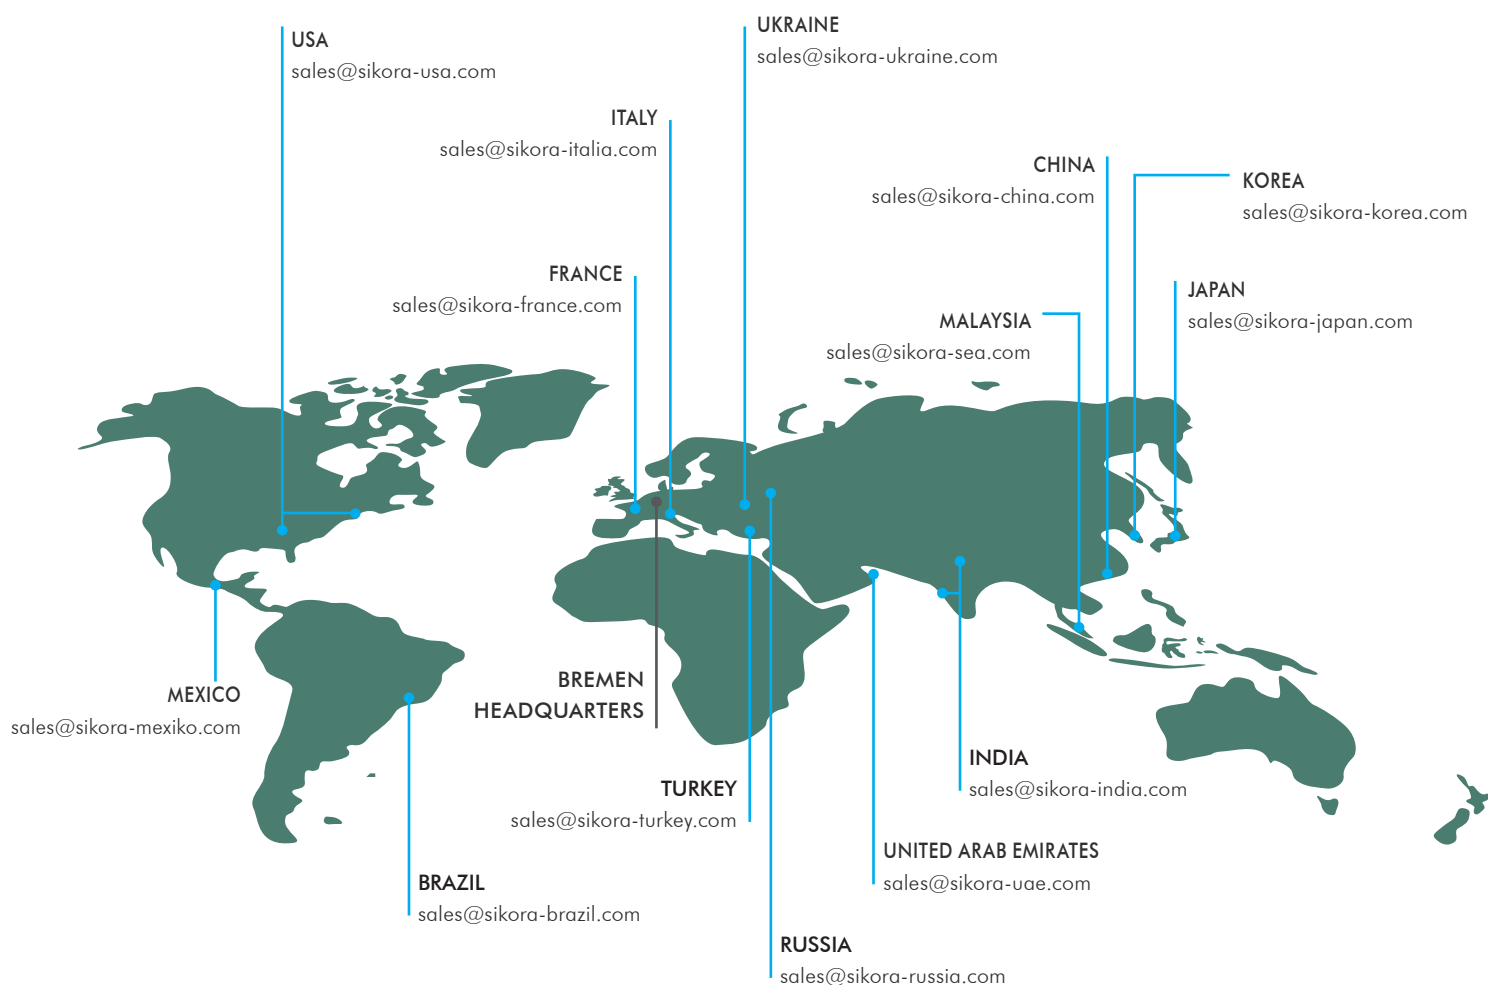 USA
sales@sikora-usa.com
UKRAINE
sales@sikora-ukraine.com
ITALY
sales@sikora-italia.com
CHINA
sales@sikora-china.com
KOREA
sales@sikora-korea.com
FRANCE
sales@sikora-france.com
JAPAN
sales@sikora-japan.com
MALAYSIA
sales@sikora-sea.com
MEXICO
sales@sikora-mexiko.com
BREMEN
HEADQUARTERS
INDIA
sales@sikora-india.com
TURKEY
sales@sikora-turkey.com
UNITED ARAB EMIRATES
sales@sikora-uae.com
BRAZIL
sales@sikora-brazil.com
RUSSIA
sales@sikora-russia.com